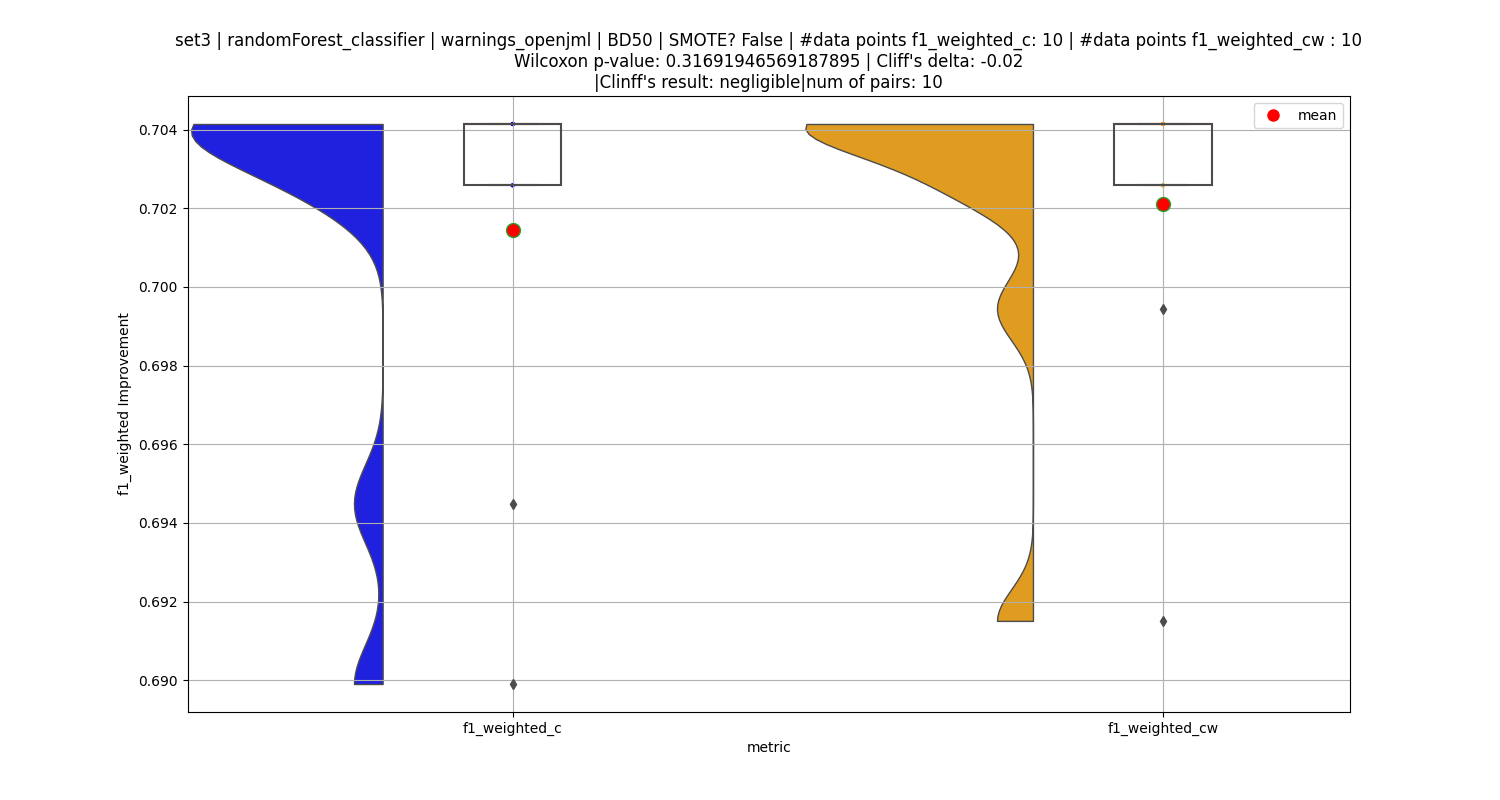 set3 | randomForest_classifier | warnings_openjml | BD50 | SMOTE? False | #data points f1_weighted_c: 10 | #data points f1_weighted_cw : 10
Wilcoxon p-value: 0.31691946569187895 | Cliff's delta: -0.02
|Clinff's result: negligible|num of pairs: 10
mean
0.704
0.702
0.700
0.698
0.696
0.694
0.692
0.690
f1_weighted Improvement
f1_weighted_c
f1_weighted_cw
metric